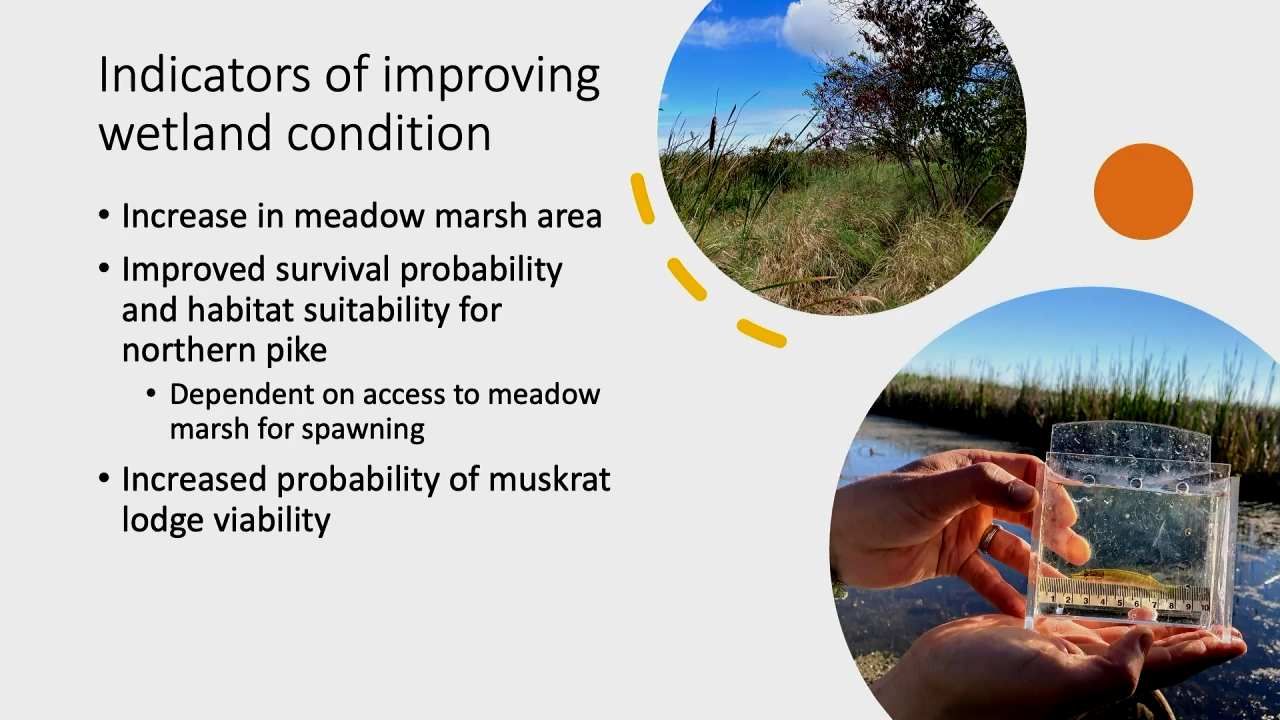 Indicators of improving
wetland condition
• Increase in meadow marsh area
• Improved survival probability
and habitat suitability for
northern pike
• Dependent on access to meadow
marsh for spawning
• Increased probability of muskrat
lodge viability
1 2 3 4 5 6 7 8 9 10